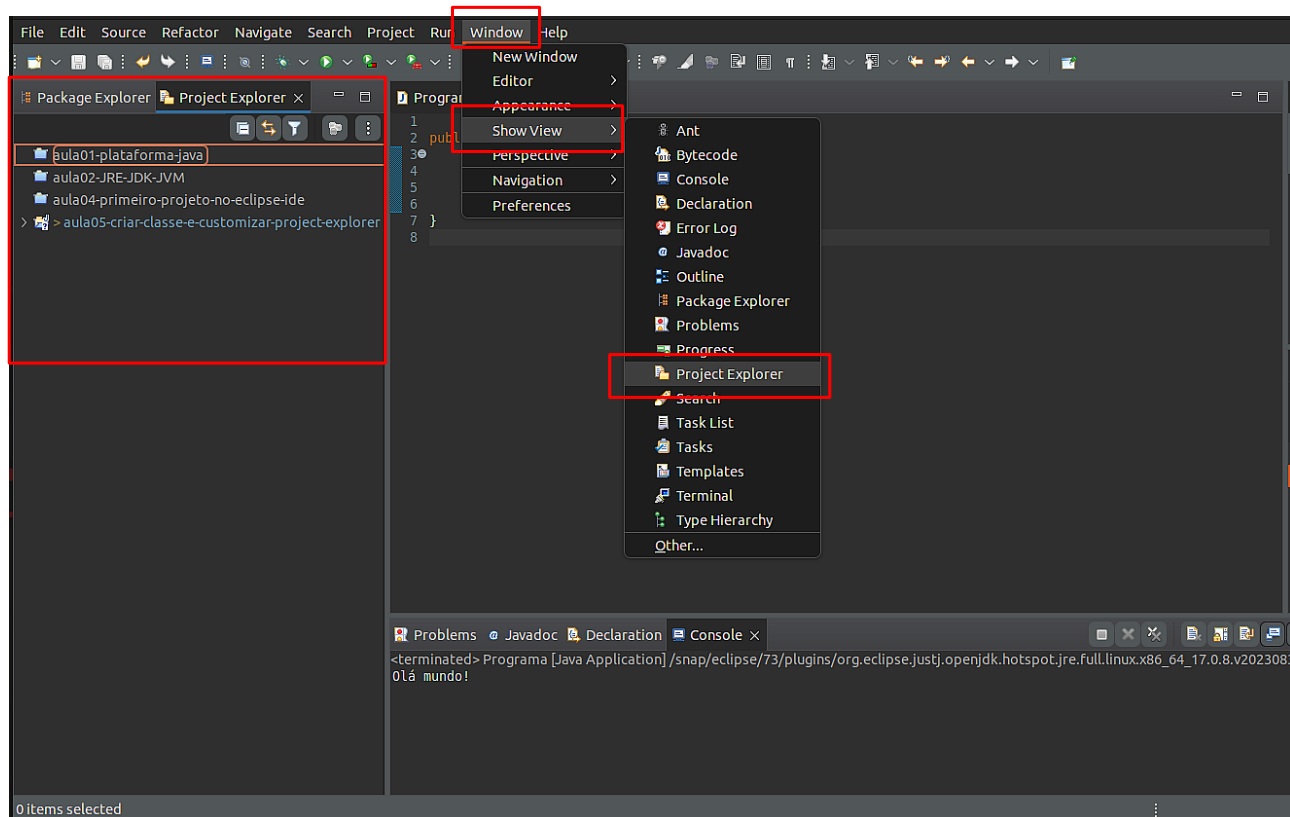 File Edit Source Refactor Navigate Search Project Run Window Help
New Window
Editor
Appearance
Show View
Perspective
Navigation
Preferences
Ant
Bytecode
Console
Declaration
Error Log
Javadoc
Outline
Package Explorer
Problems
Progress
Project Explorer
Search
Task List
Tasks
Templates
Terminal
Type Hierarchy
Other...
Package Explorer Project Explorer
aula01-plataforma-java
aula02-JRE-JDK-JVM
aula04-primeiro-projeto-no-eclipse-ide
> aula05-criar-classe-e-customizar-project-explorer
Progra
1
2 publ
3
4
5
6
7 }
8
Problems Javadoc Declaration Console
<terminated> Programa [Java Application] /snap/eclipse/73/plugins/org.eclipse.justj.openjdk.hotspot.jre.full.linux.x86_64_17.0.8.v202308
Olá mundo!
0 items selected